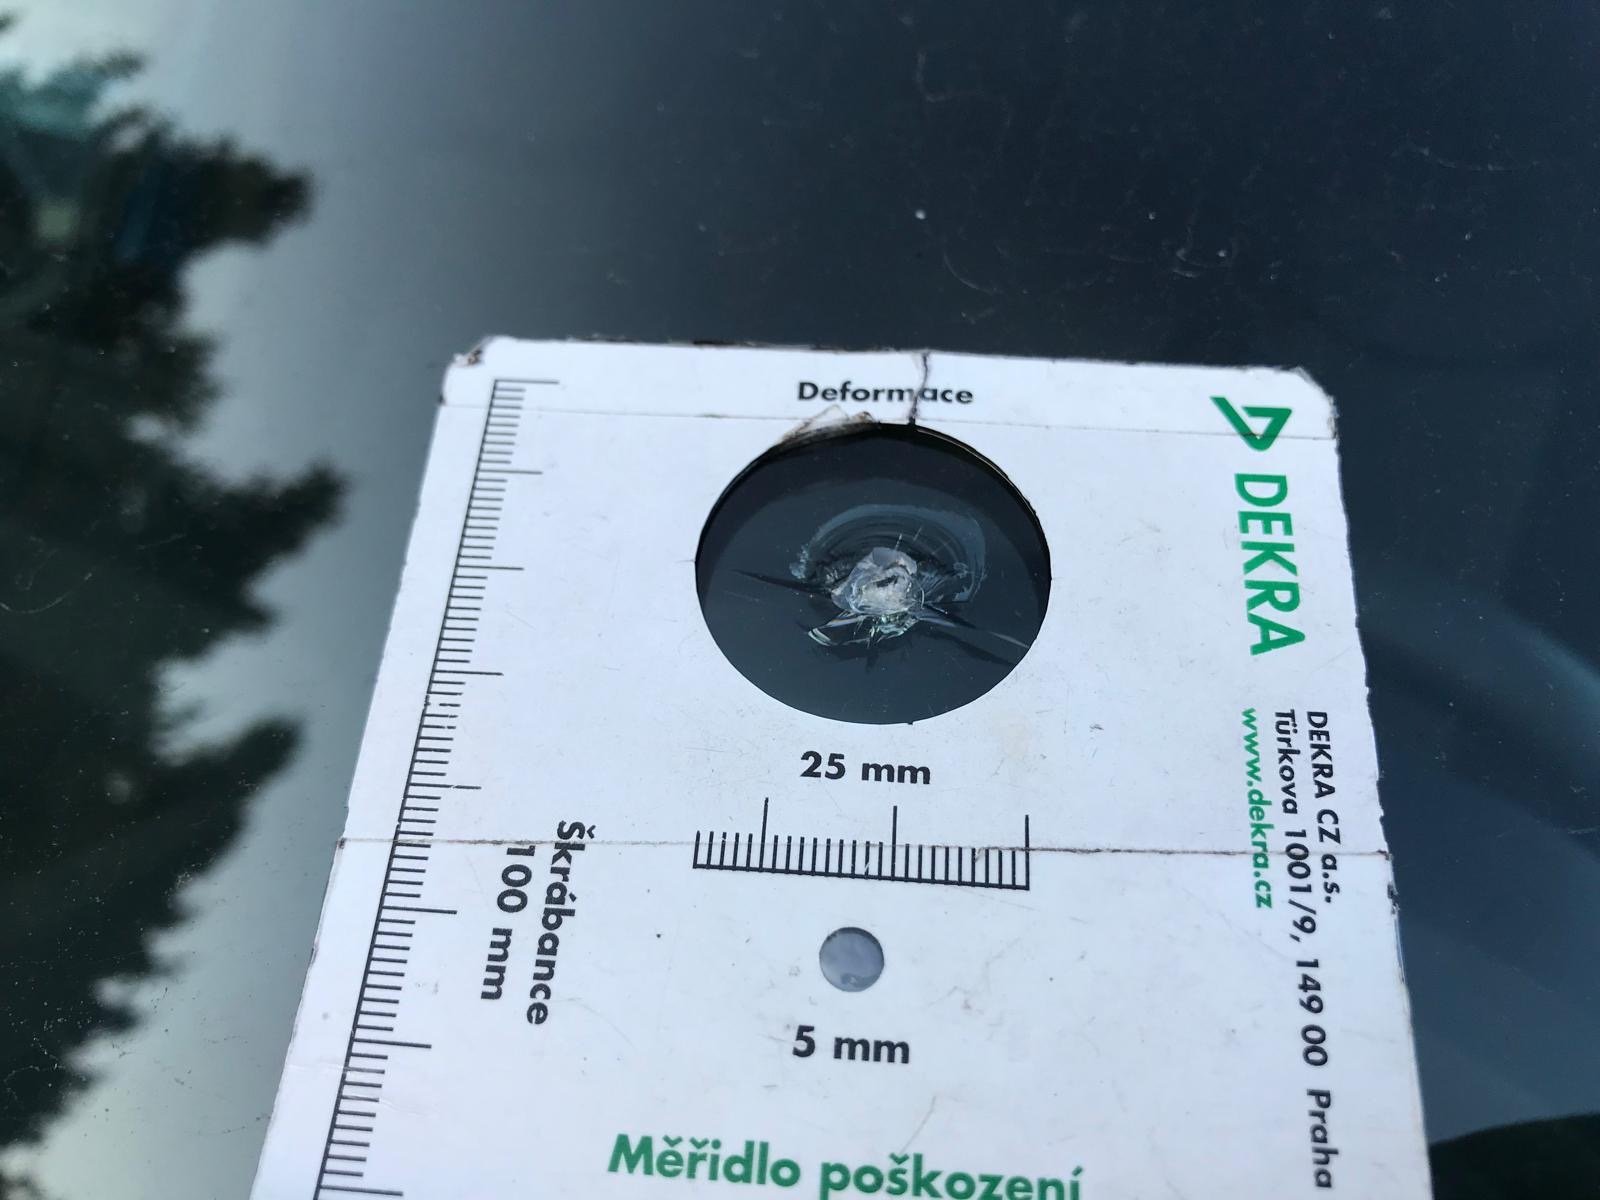 Deformace
25 mm
5 mm
Měřidlo poškození
Škrábance
100 mm
DEKRA
DEKRA CZ a.s.
Türkova 1001/9, 149 00 Praha
www.dekra.cz